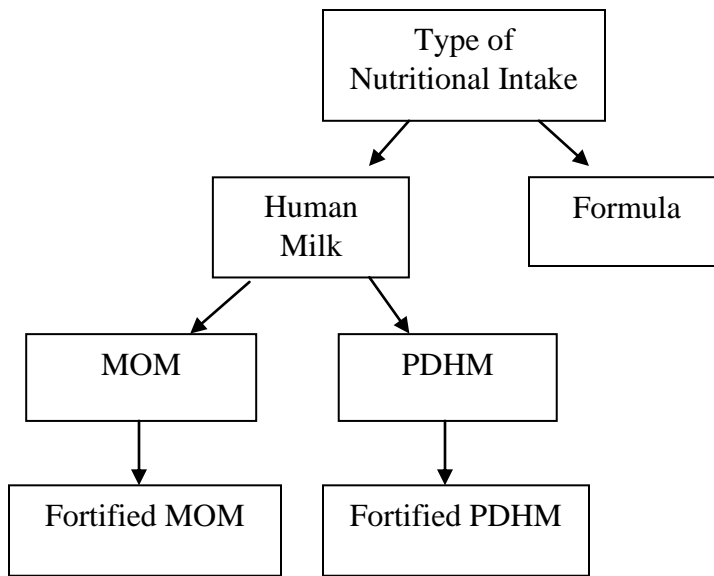 Type of
Nutritional Intake
Human
Milk
Formula
MOM
PDHM
Fortified MOM
Fortified PDHM